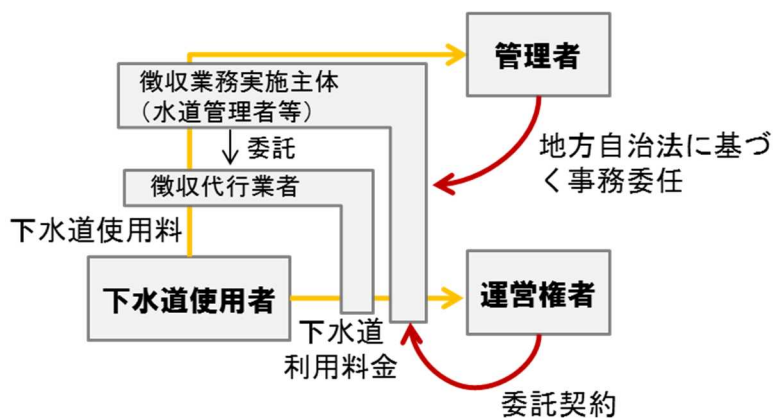 管理者
徴収業務実施主体
（水道管理者等）
委託
地方自治法に基づ
く事務委任
徴収代行業者
下水道使用料
下水道使用者
運営権者
下水道
利用料金
委託契約